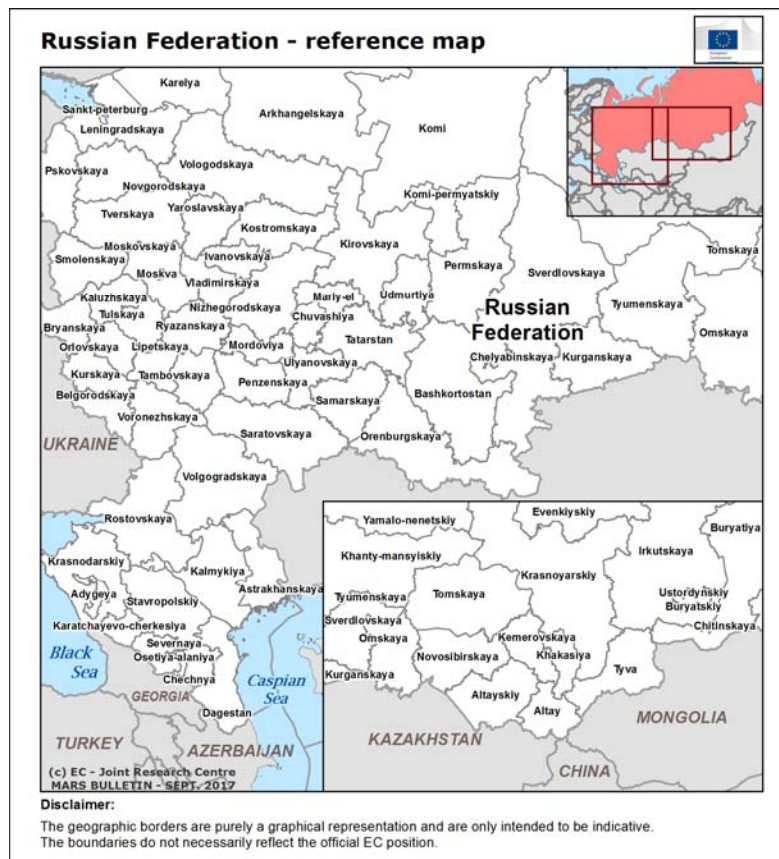 Russian Federation - reference map
Karelya
Sankt-peterburg
Arkhangelskaya
Komi
Leningradskaya
Vologodskaya
Pskovskaya
Novgorodskaya
Komi-permyatskiy
Tverskaya
Yaroslavskaya
Kostromskaya
Kirovskaya
Moskovskaya
Ivanovskaya
Smolenskaya
Moskva
Permskaya
Sverdlovskaya
Tomskaya
Vladimirskaya
Kaluzhskaya
Nizhegorodskaya
Mariy-el
Udmurtiya
Tyumenskaya
Tulskaya
Chuvashiya
Russian
Federation
Bryanskaya
Ryazanskaya
Omskaya
Orlovskaya
Lipetskaya
Mordoviya
Tatarstan
Ulyanovskaya
Chelyabinskaya
Kurganskaya
Kurskaya
Tambovskaya
Penzenskaya
Belgorodskaya
Samarskaya
Bashkortostan
Voronezhskaya
Saratovskaya
Orenburgskaya
UKRAINE
Volgogradskaya
Rostovskaya
Krasnodarskiy
Kalmykiya
Astrakhanskaya
Adygeya
Stavropolskiy
Karatchayevo-cherkesiya
Black
Sea
Severnaya
Osetiya-alaniya
Chechnya
Caspian
Sea
GEORGIA
Dagestan
TURKEY
AZERBAIJAN
Evenkiyskiy
Yamalo-nenetskiy
Buryatiya
Khanty-mansyiskiy
Irkutskaya
Krasnoyarskiy
Tyumenskaya
Tomskaya
Ustordynskiy
Buryatskiy
Sverdlovskaya
Chitinskaya
Omskaya
Kemerovskaya
Novosibirskaya
Khakasiya
Tyva
Kurganskaya
Altayskiy
Altay
MONGOLIA
KAZAKHSTAN
CHINA
(c) EC - Joint Research Centre
MARS BULLETIN - SEPT. 2017
Disclaimer:
The geographic borders are purely a graphical representation and are only intended to be indicative.
The boundaries do not necessarily reflect the official EC position.